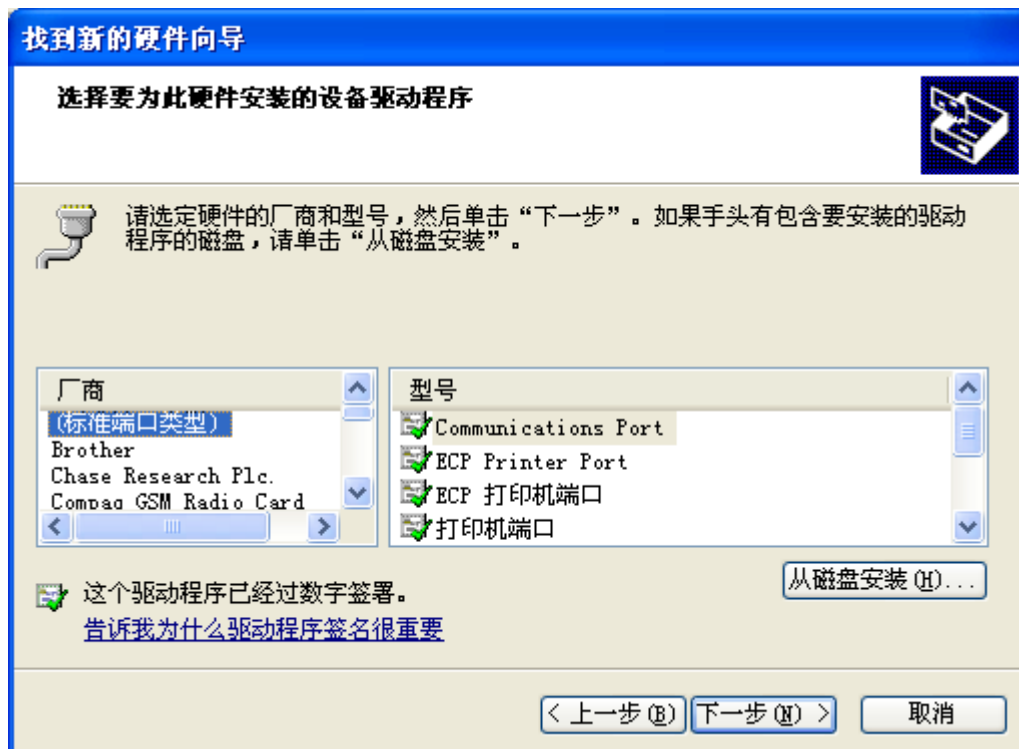 找到新的硬件向导
选择要为此硬件安装的设备驱动程序
请选定硬件的厂商和型号，然后单击“下一步”。如果手头有包含要安装的驱动
程序的磁盘，请单击“从磁盘安装”。
厂商
(标准端口类型)
Brother
Chase Research Plc.
Compaq GSM Radio Card
型号
Communications Port
ECP Printer Port
ECP 打印机端口
打印机端口
这个驱动程序已经过数字签署。
告诉我为什么驱动程序签名很重要
从磁盘安装(H)...
< 上一步(B)
下一步(N) >
取消